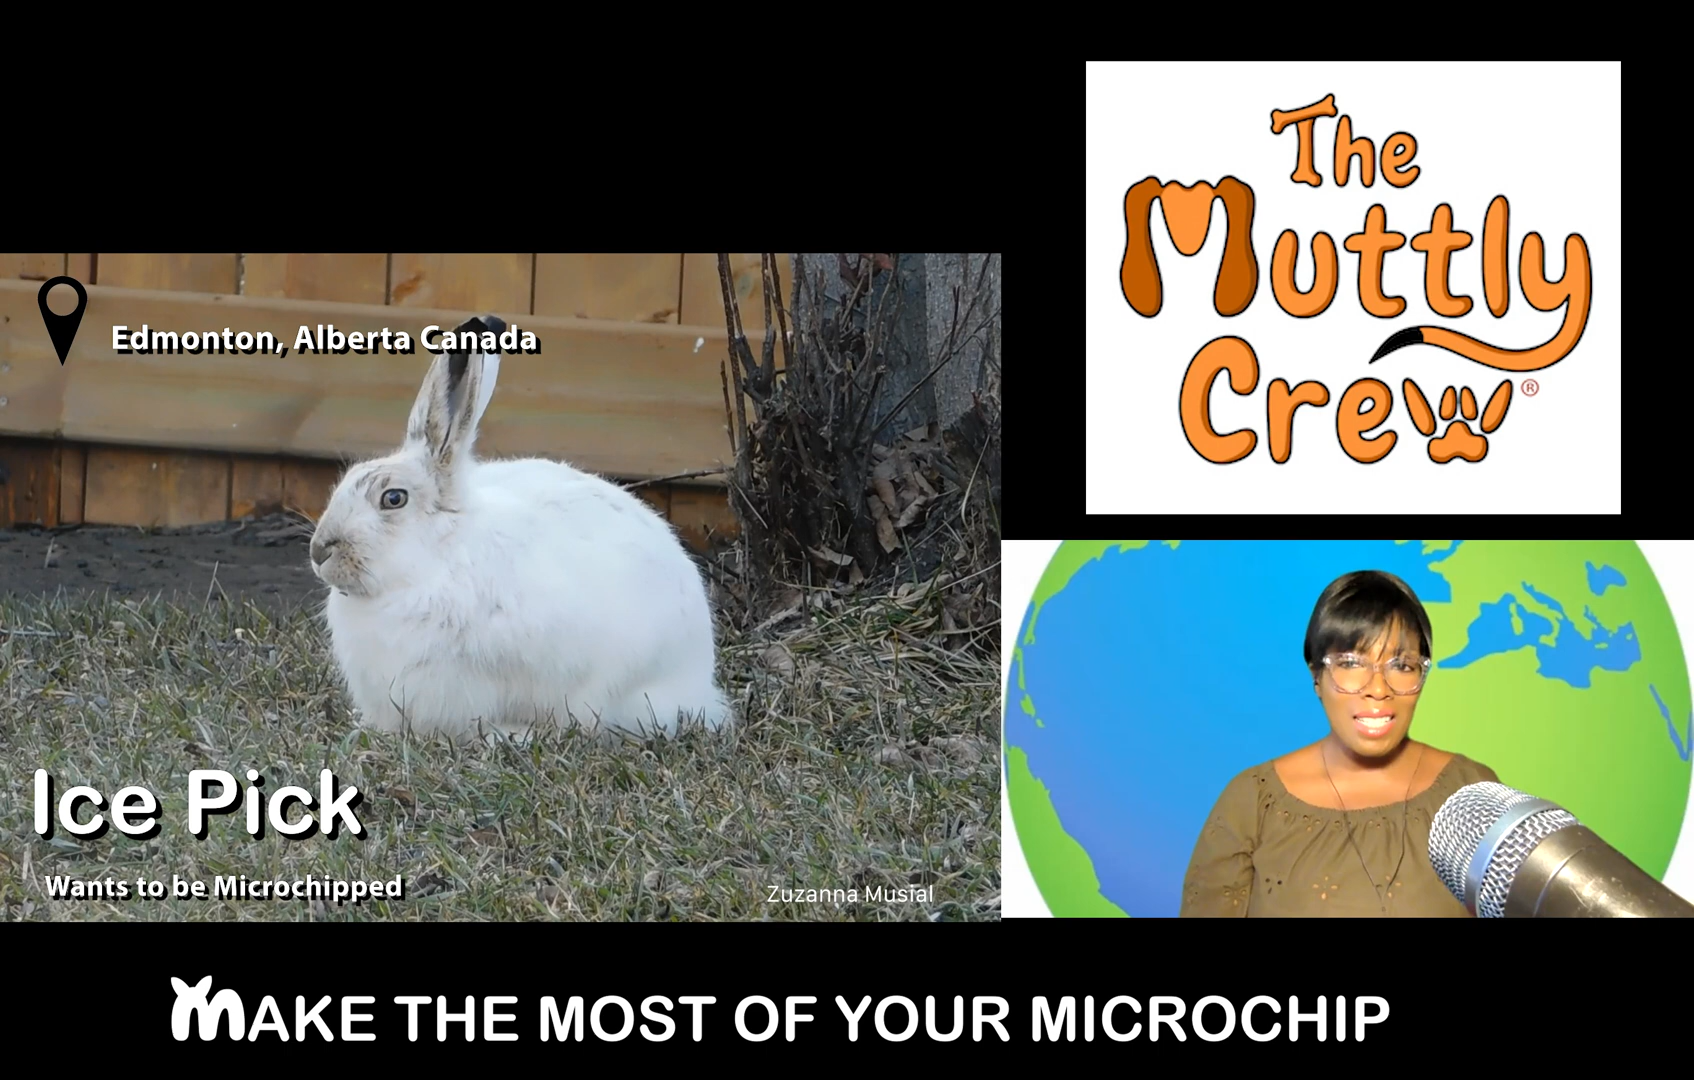 Edmonton, Alberta Canada
Ice Pick
Wants to be Microchipped
Zuzanna Musial
The
Muttly
Crew®
MAKE THE MOST OF YOUR MICROCHIP